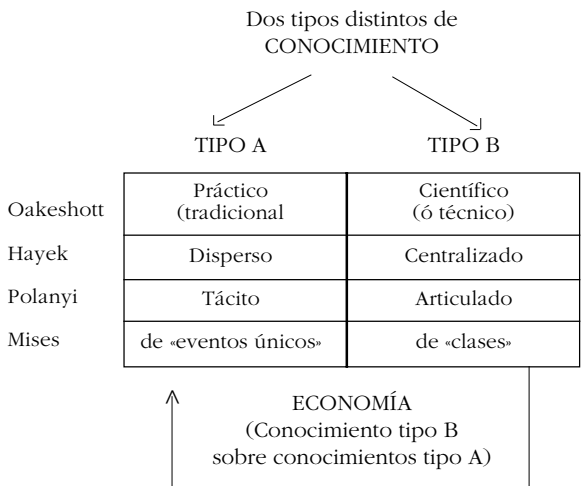 Dos tipos distintos de
CONOCIMIENTO
TIPO A TIPO B
Oakeshott Práctico Científico
(tradicional (ó técnico)
Hayek Disperso Centralizado
Polanyi Tácito Articulado
Mises de «eventos únicos» de «clases»
ECONOMÍA
(Conocimiento tipo B
sobre conocimientos tipo A)